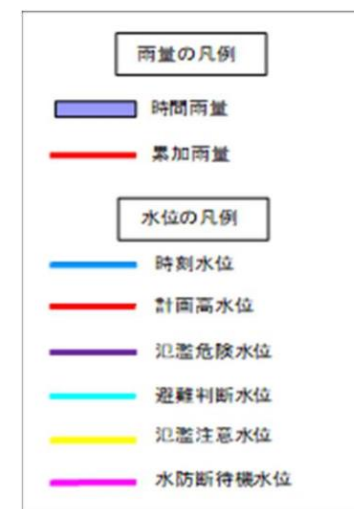 雨量の凡例
時間雨量
累加雨量
水位の凡例
時刻水位
計画高水位
氾濫危険水位
避難判断水位
氾濫注意水位
水防断待機水位